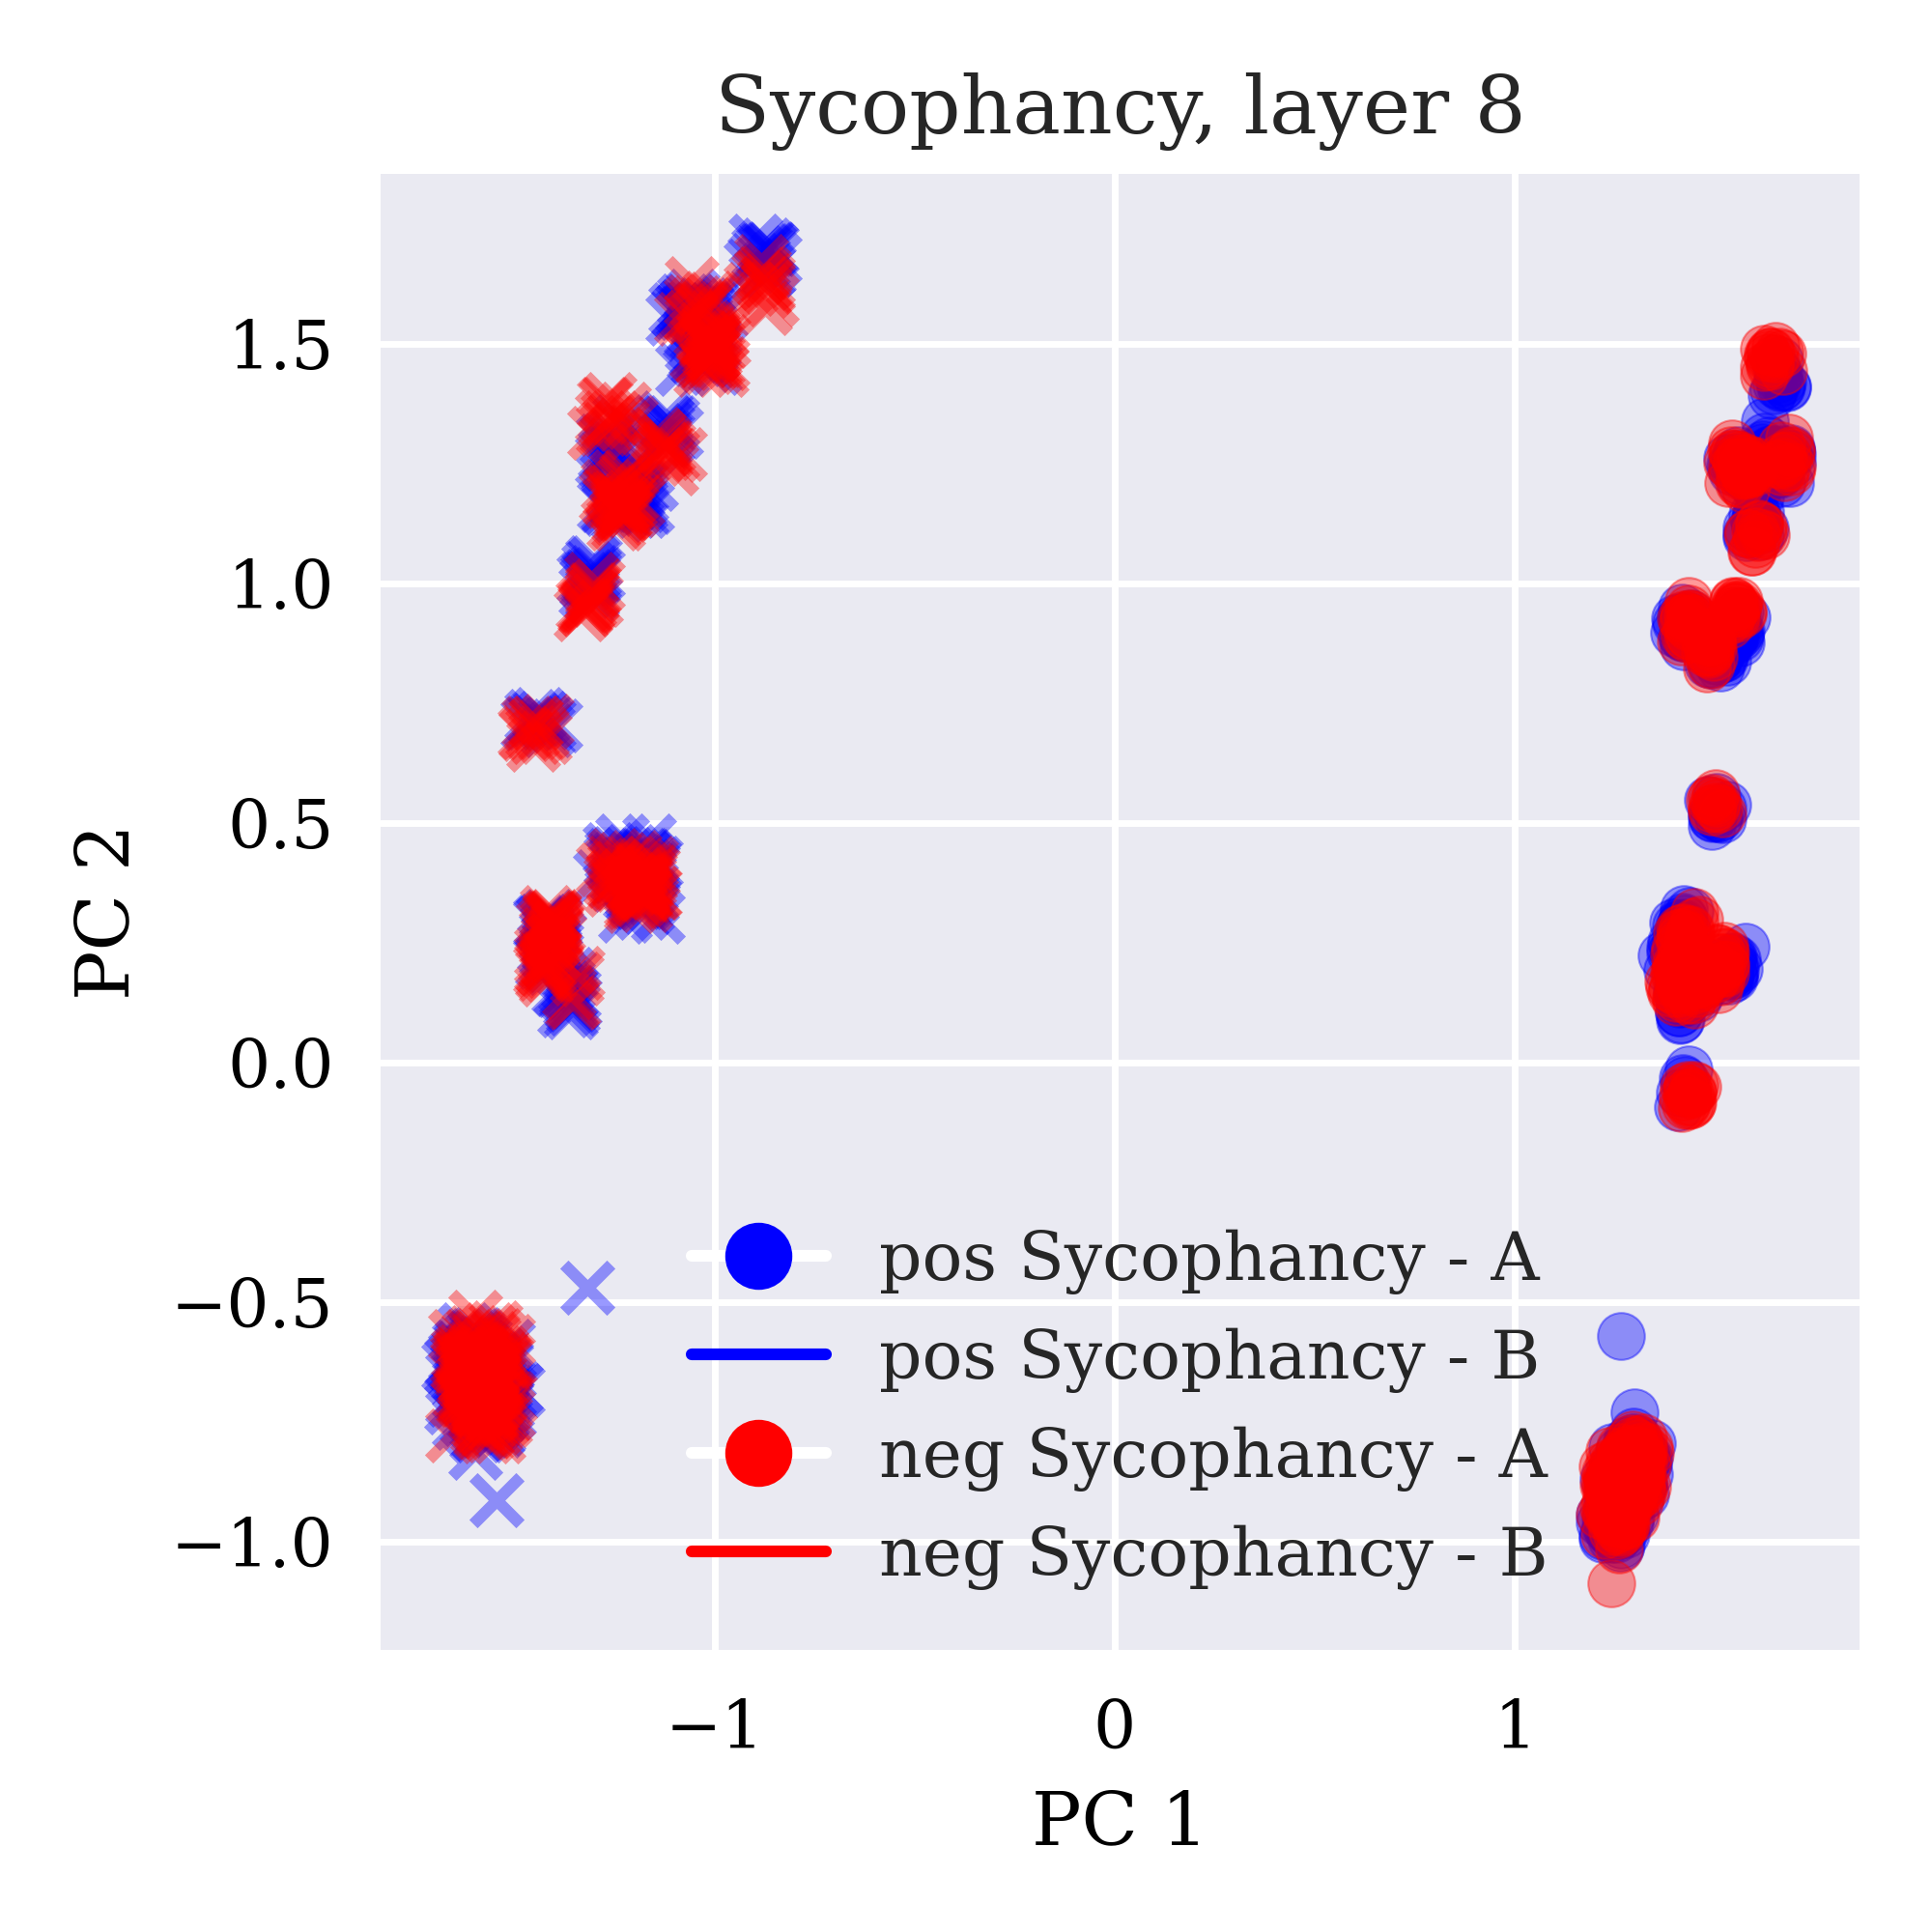 Sycophancy, layer 8
PC 2
1.5
1.0
0.5
0.0
−0.5
−1.0
pos Sycophancy - A
pos Sycophancy - B
neg Sycophancy - A
neg Sycophancy - B
−1 0 1
PC 1